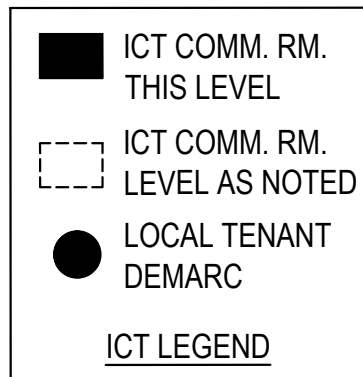 ICT COMM. RM.
THIS LEVEL
ICT COMM. RM.
LEVEL AS NOTED
LOCAL TENANT
DEMARC
ICT LEGEND